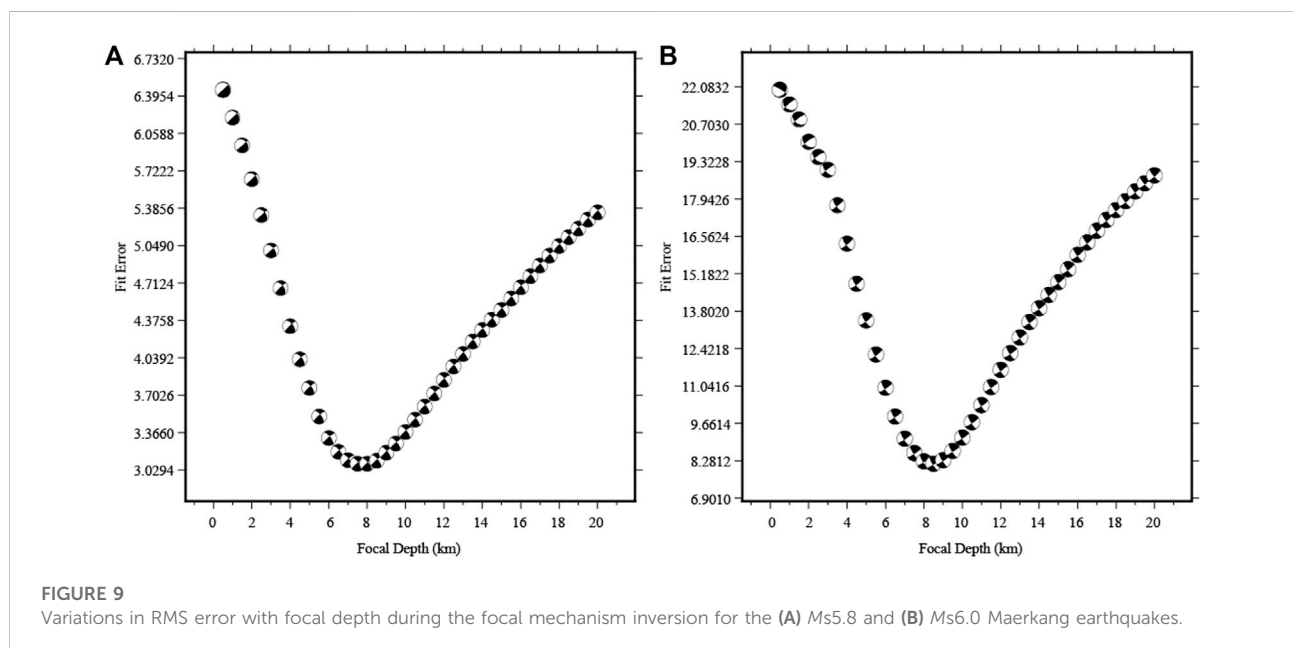 A
6.7320
6.3954
6.0588
5.7222
5.3856
5.0490
4.7124
4.3758
4.0392
3.7026
3.3660
3.0294
Fit Error
0 2 4 6 8 10 12 14 16 18 20
Focal Depth (km)
B
22.0832
20.7030
19.3228
17.9426
16.5624
15.1822
13.8020
12.4218
11.0416
9.6614
8.2812
6.9010
Fit Error
0 2 4 6 8 10 12 14 16 18 20
Focal Depth (km)
FIGURE 9
Variations in RMS error with focal depth during the focal mechanism inversion for the (A) Ms5.8 and (B) Ms6.0 Maerkang earthquakes.